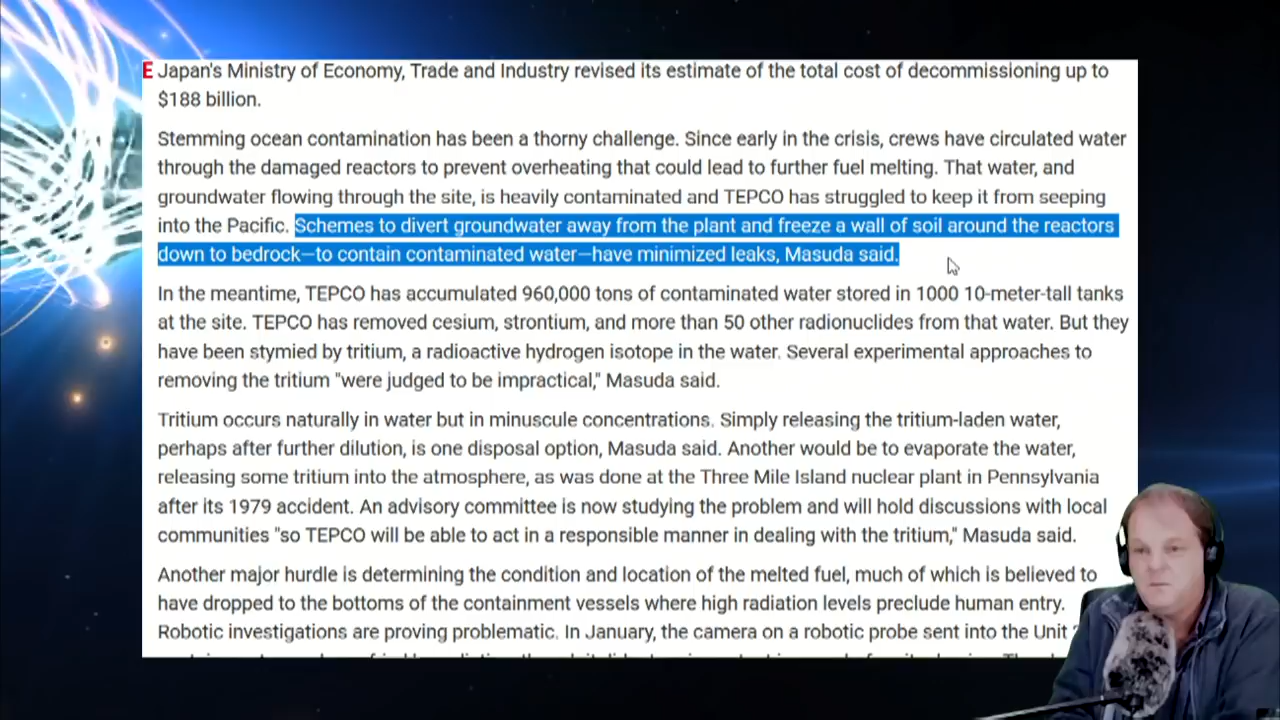 E Japan's Ministry of Economy, Trade and Industry revised its estimate of the total cost of decommissioning up to
$188 billion.
Stemming ocean contamination has been a thorny challenge. Since early in the crisis, crews have circulated water
through the damaged reactors to prevent overheating that could lead to further fuel melting. That water, and
groundwater flowing through the site, is heavily contaminated and TEPCO has struggled to keep it from seeping
into the Pacific. Schemes to divert groundwater away from the plant and freeze a wall of soil around the reactors
down to bedrock—to contain contaminated water—have minimized leaks, Masuda said.
In the meantime, TEPCO has accumulated 960,000 tons of contaminated water stored in 1000 10-meter-tall tanks
at the site. TEPCO has removed cesium, strontium, and more than 50 other radionuclides from that water. But they
have been stymied by tritium, a radioactive hydrogen isotope in the water. Several experimental approaches to
removing the tritium "were judged to be impractical," Masuda said.
Tritium occurs naturally in water but in minuscule concentrations. Simply releasing the tritium-laden water,
perhaps after further dilution, is one disposal option, Masuda said. Another would be to evaporate the water,
releasing some tritium into the atmosphere, as was done at the Three Mile Island nuclear plant in Pennsylvania
after its 1979 accident. An advisory committee is now studying the problem and will hold discussions with local
communities "so TEPCO will be able to act in a responsible manner in dealing with the tritium," Masuda said.
Another major hurdle is determining the condition and location of the melted fuel, much of which is believed to
have dropped to the bottoms of the containment vessels where high radiation levels preclude human entry.
Robotic investigations are proving problematic. In January, the camera on a robotic probe sent into the Unit